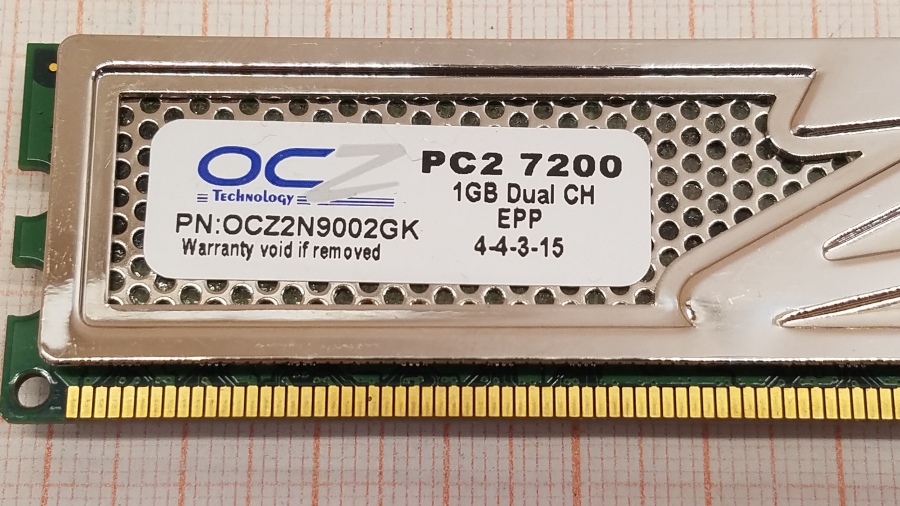 OCZ
Technology
PN:OCZ2N9002GK
Warranty void if removed
PC2 7200
1GB Dual CH
EPP
4-4-3-15